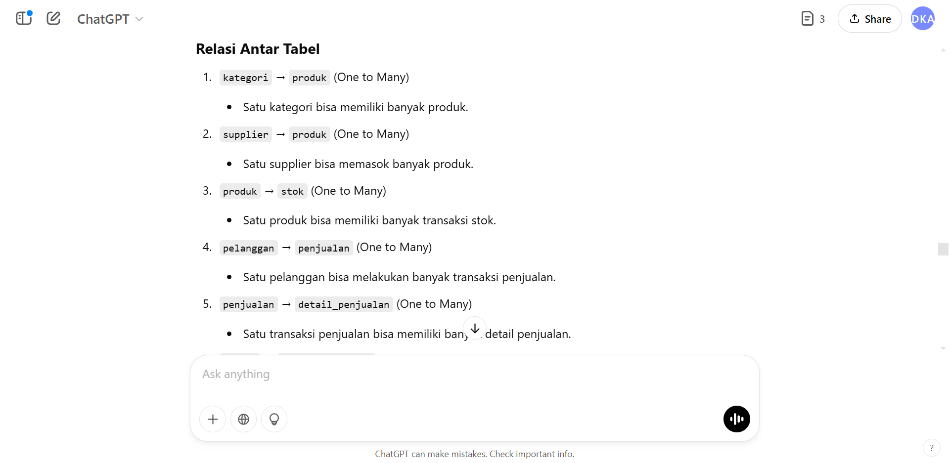 ChatGPT
3
Share
DKA
Relasi Antar Tabel
1. kategori → produk (One to Many)
• Satu kategori bisa memiliki banyak produk.
2. supplier → produk (One to Many)
• Satu supplier bisa memasok banyak produk.
3. produk → stok (One to Many)
• Satu produk bisa memiliki banyak transaksi stok.
4. pelanggan → penjualan (One to Many)
• Satu pelanggan bisa melakukan banyak transaksi penjualan.
5. penjualan → detail_penjualan (One to Many)
• Satu transaksi penjualan bisa memiliki detail penjualan.
Ask anything
ChatGPT can make mistakes. Check important info.
?